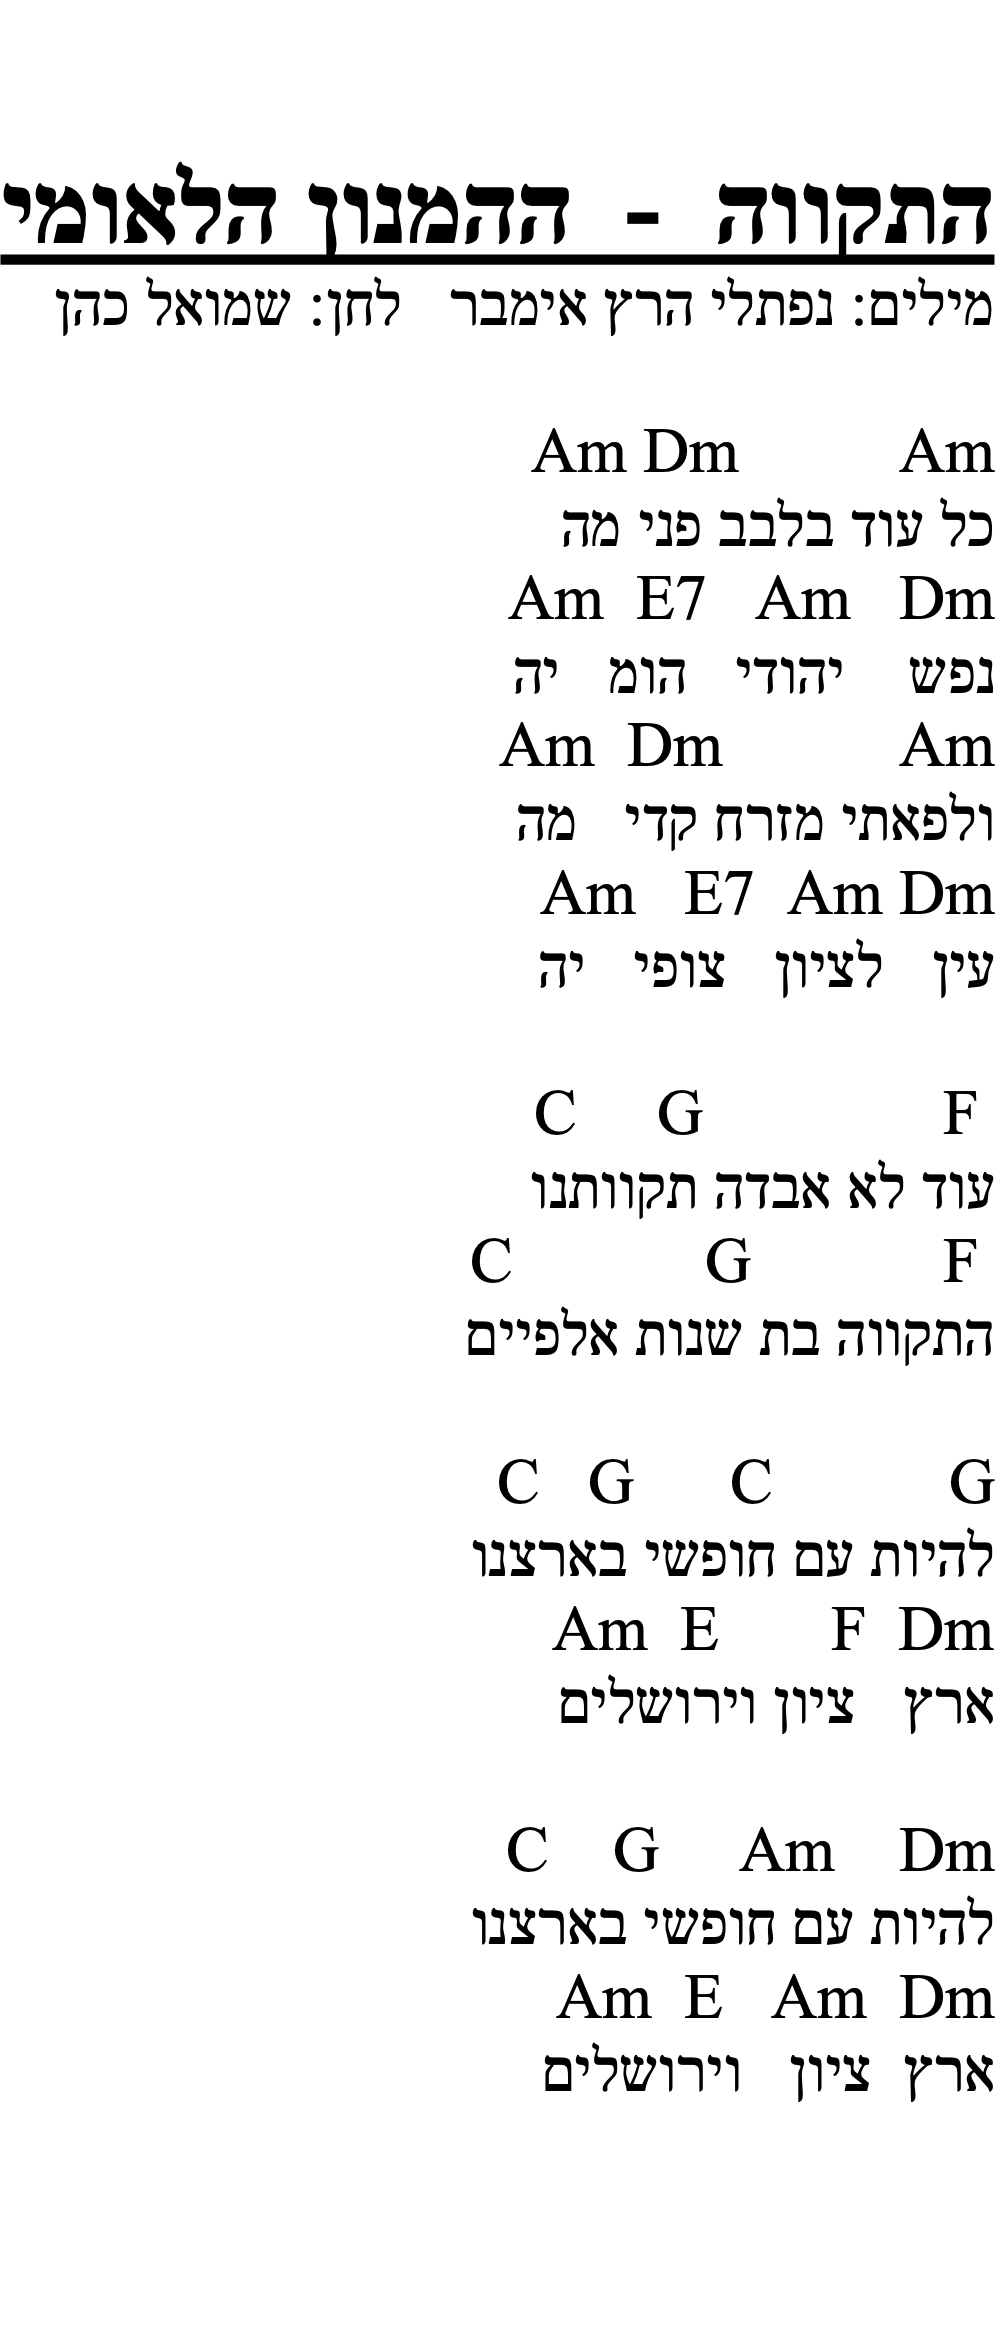 התקווה - ההמנון הלאומי
מילים: נפתלי הרץ אימבר לחן: שמואל כהן
Am Dm Am
כל עוד בלבב פני מה
Am E7 Am Dm
נפש יהודי הומ יה
Am Dm Am
ולפאתי מזרח קדי מה
Am E7 Am Dm
עין לציון צופי יה
C G F
עוד לא אבדה תקוותנו
C G F
התקווה בת שנות אלפיים
C G C G
להיות עם חופשי בארצנו
Am E F Dm
ארץ ציון וירושלים
C G Am Dm
להיות עם חופשי בארצנו
Am E Am Dm
ארץ ציון וירושלים